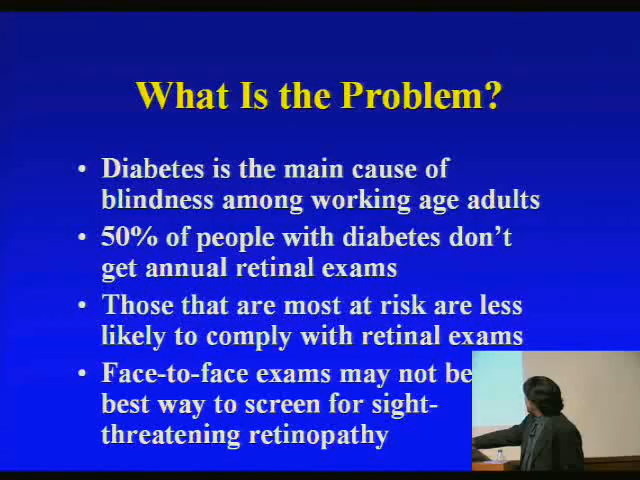 What Is the Problem?
• Diabetes is the main cause of
blindness among working age adults
• 50% of people with diabetes don't
get annual retinal exams
• Those that are most at risk are less
likely to comply with retinal exams
• Face-to-face exams may not be
best way to screen for sight-
threatening retinopathy